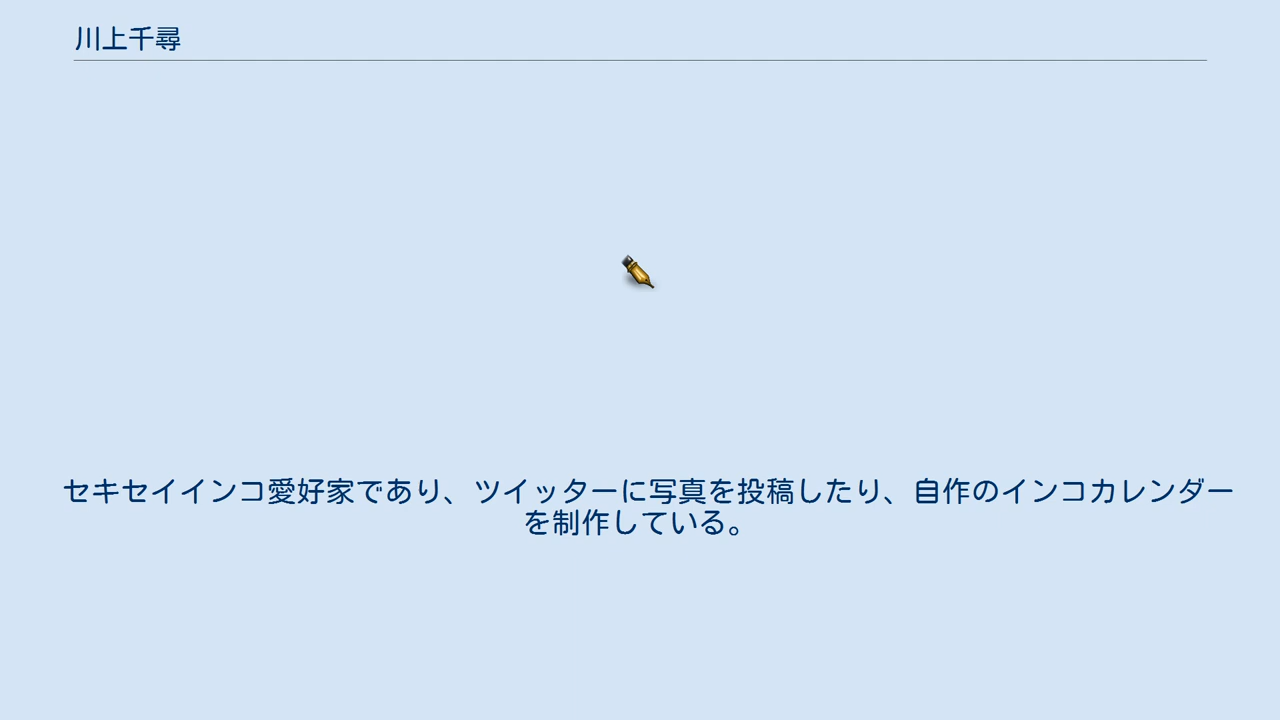 川上千尋
セキセイインコ愛好家であり、ツイッターに写真を投稿したり、自作のインコカレンダー
を制作している。